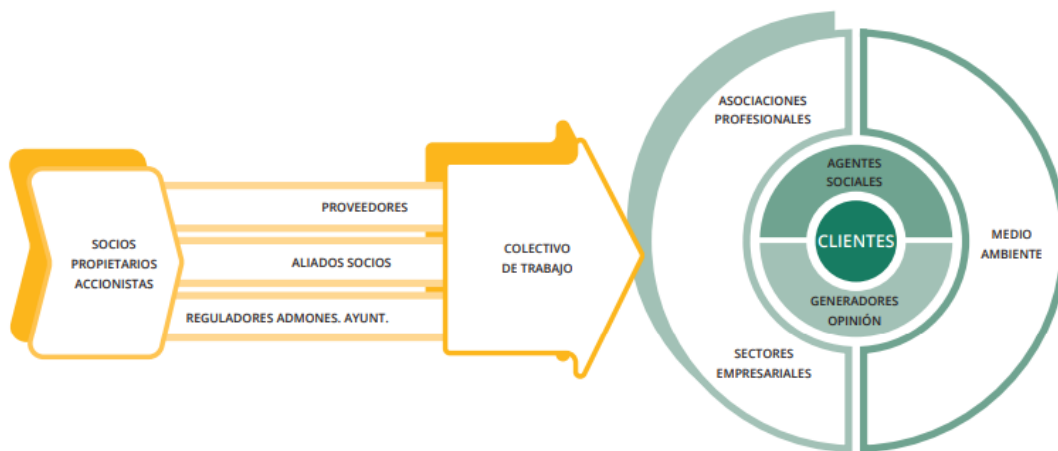 SOCIOS
PROPIETARIOS
ACCIONISTAS
PROVEEDORES
ALIADOS SOCIOS
REGULADORES ADMONES. AYUNT.
COLECTIVO
DE TRABAJO
ASOCIACIONES
PROFESIONALES
AGENTES
SOCIALES
CLIENTES
GENERADORES
OPINIÓN
SECTORES
EMPRESARIALES
MEDIO
AMBIENTE